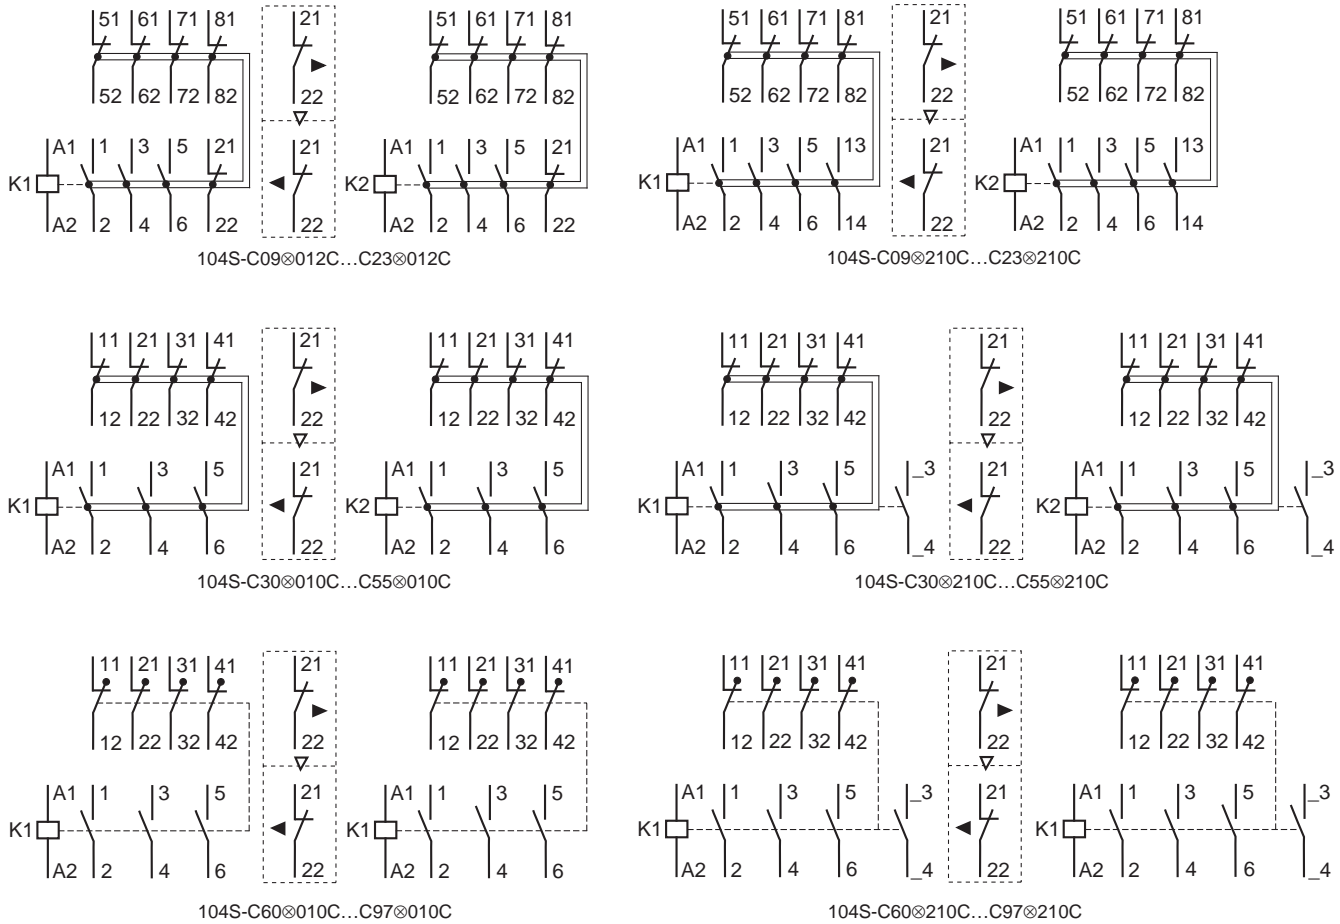 51 61 71 81 21 51 61 71 81
52 62 72 82 22 52 62 72 82
A1 1 3 5 21 21 A1 1 3 5 21
K1 K2
A2 2 4 6 22 22 A2 2 4 6 22
104S-C09⊗012C...C23⊗012C
51 61 71 81 21 51 61 71 81
52 62 72 82 22 52 62 72 82
A1 1 3 5 13 21 A1 1 3 5 13
K1 K2
A2 2 4 6 14 22 A2 2 4 6 14
104S-C09⊗210C...C23⊗210C
11 21 31 41 21 11 21 31 41
12 22 32 42 22 12 22 32 42
A1 1 3 5 21 A1 1 3 5
K1 K2
A2 2 4 6 22 A2 2 4 6
104S-C30⊗010C...C55⊗010C
11 21 31 41 21 11 21 31 41
12 22 32 42 22 12 22 32 42
A1 1 3 5 _3 21 A1 1 3 5 _3
K1 K2
A2 2 4 6 _4 22 A2 2 4 6 _4
104S-C30⊗210C...C55⊗210C
11 21 31 41 21 11 21 31 41
12 22 32 42 22 12 22 32 42
A1 1 3 5 21 A1 1 3 5
K1 K1
A2 2 4 6 22 A2 2 4 6
104S-C60⊗010C...C97⊗010C
11 21 31 41 21 11 21 31 41
12 22 32 42 22 12 22 32 42
A1 1 3 5 _3 21 A1 1 3 5 _3
K1 K1
A2 2 4 6 _4 22 A2 2 4 6 _4
104S-C60⊗210C...C97⊗210C